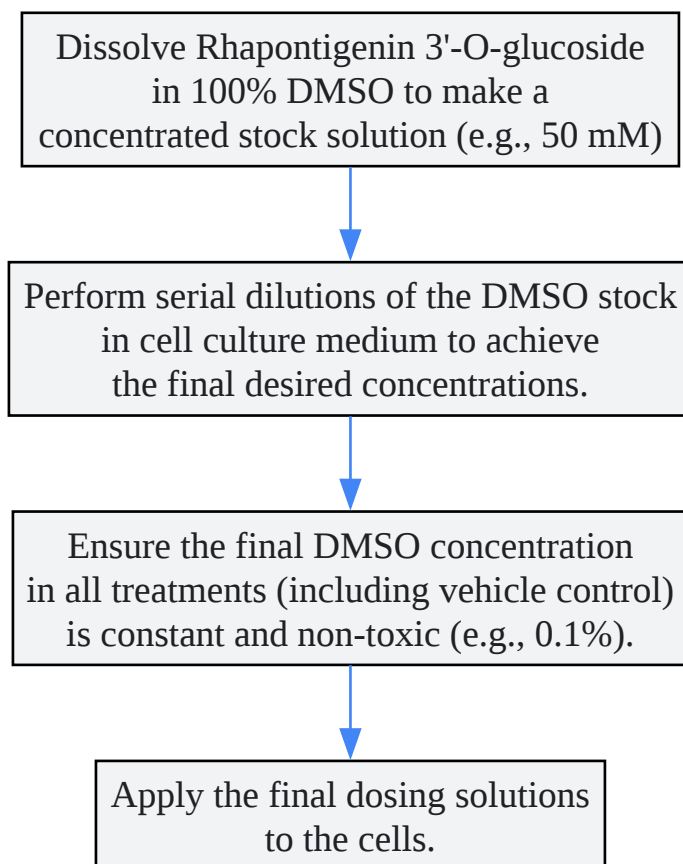 Dissolve Rhapontigenin 3'-O-glucoside
in 100% DMSO to make a
concentrated stock solution (e.g., 50 mM)
Perform serial dilutions of the DMSO stock
in cell culture medium to achieve
the final desired concentrations.
Ensure the final DMSO concentration
in all treatments (including vehicle control)
is constant and non-toxic (e.g., 0.1%).
Apply the final dosing solutions
to the cells.